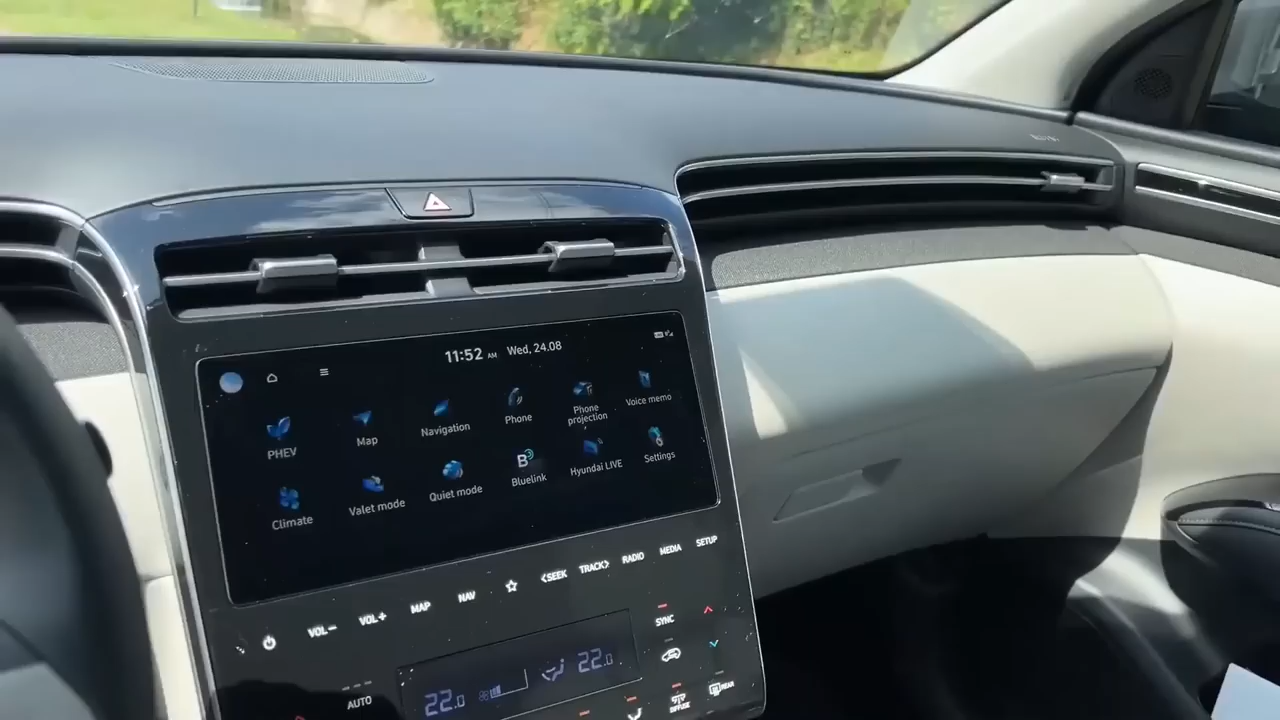 11:52 AM Wed, 24.08
PHEV
Map
Navigation
Phone
Phone
projection
Voice memo
Climate
Valet mode
Quiet mode
Bluelink
Hyundai LIVE
Settings
VOL−
VOL+
MAP
NAV
<SEEK
TRACK>
RADIO
MEDIA
SETUP
SYNC
AUTO
22.0
22.0
DIFFUSE
REAR